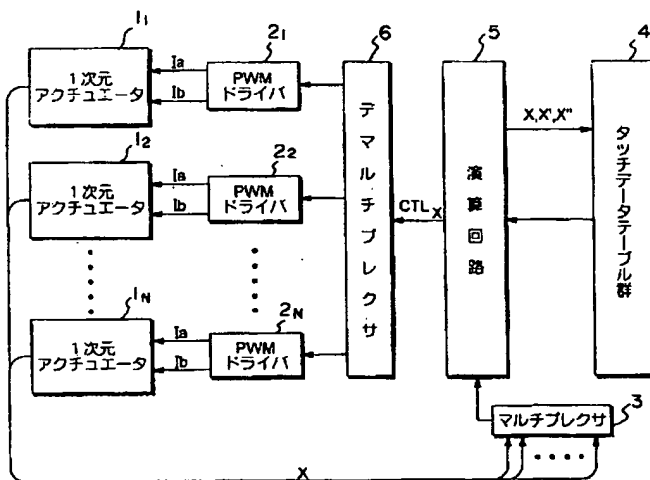 1₁
1次元
アクチュエータ
Ia
Ib
2₁
PWM
ドライバ
1₂
1次元
アクチュエータ
Ia
Ib
2₂
PWM
ドライバ
1N
1次元
アクチュエータ
Ia
Ib
2N
PWM
ドライバ
6
デマルチプレクサ
CTLX
5
演算回路
X,X',X"
4
タッチデータテーブル群
マルチプレクサ
3
X